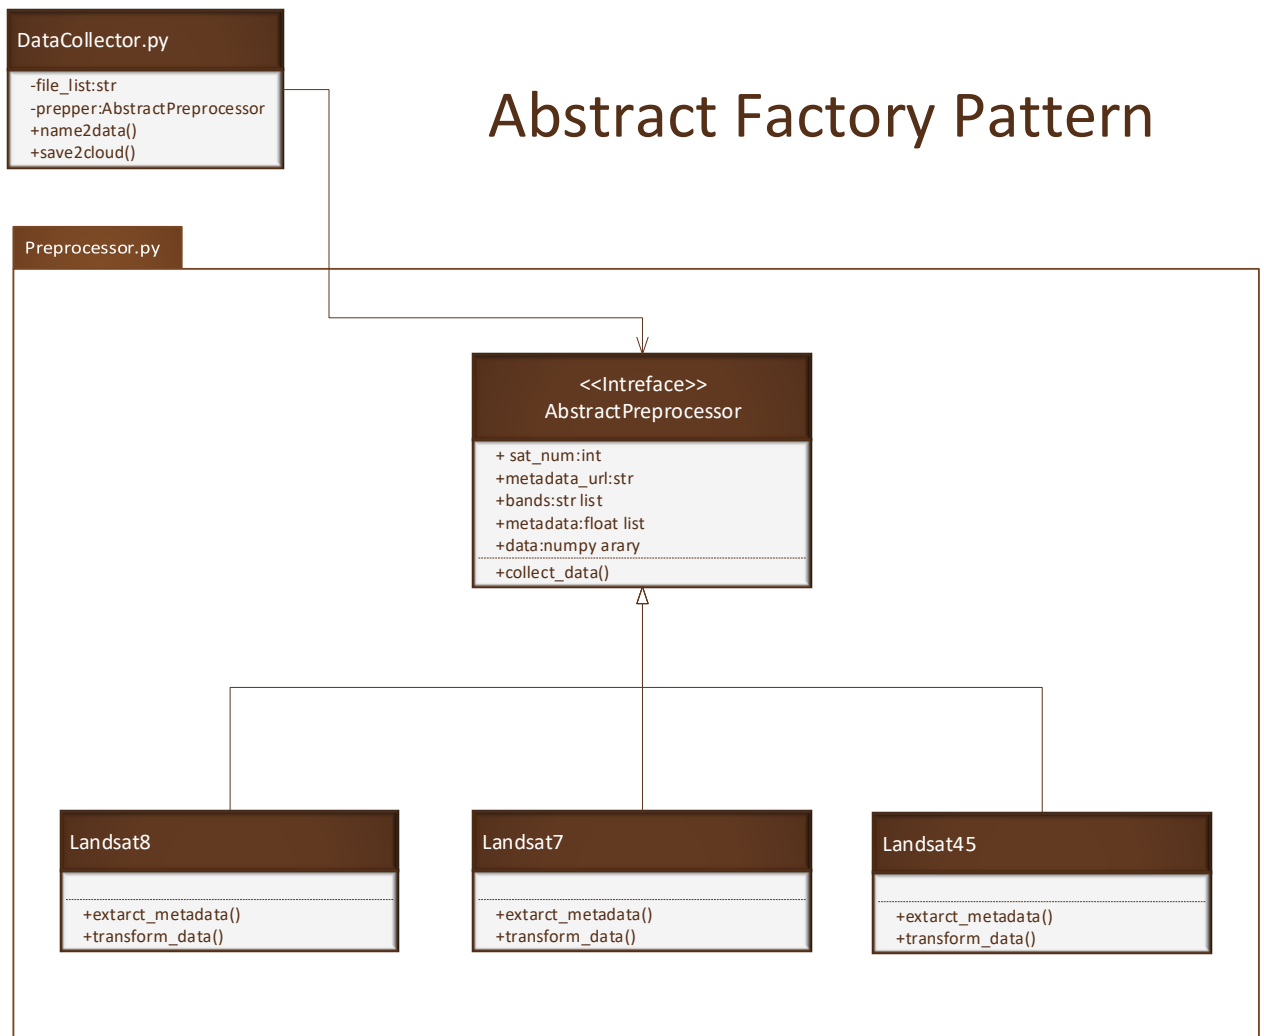 DataCollector.py
-file_list:str
-prepper:AbstractPreprocessor
+name2data()
+save2cloud()
Abstract Factory Pattern
Preprocessor.py
<<Intreface>>
AbstractPreprocessor
+ sat_num:int
+metadata_url:str
+bands:str list
+metadata:float list
+data:numpy arary
+collect_data()
Landsat8
+extarct_metadata()
+transform_data()
Landsat7
+extarct_metadata()
+transform_data()
Landsat45
+extarct_metadata()
+transform_data()